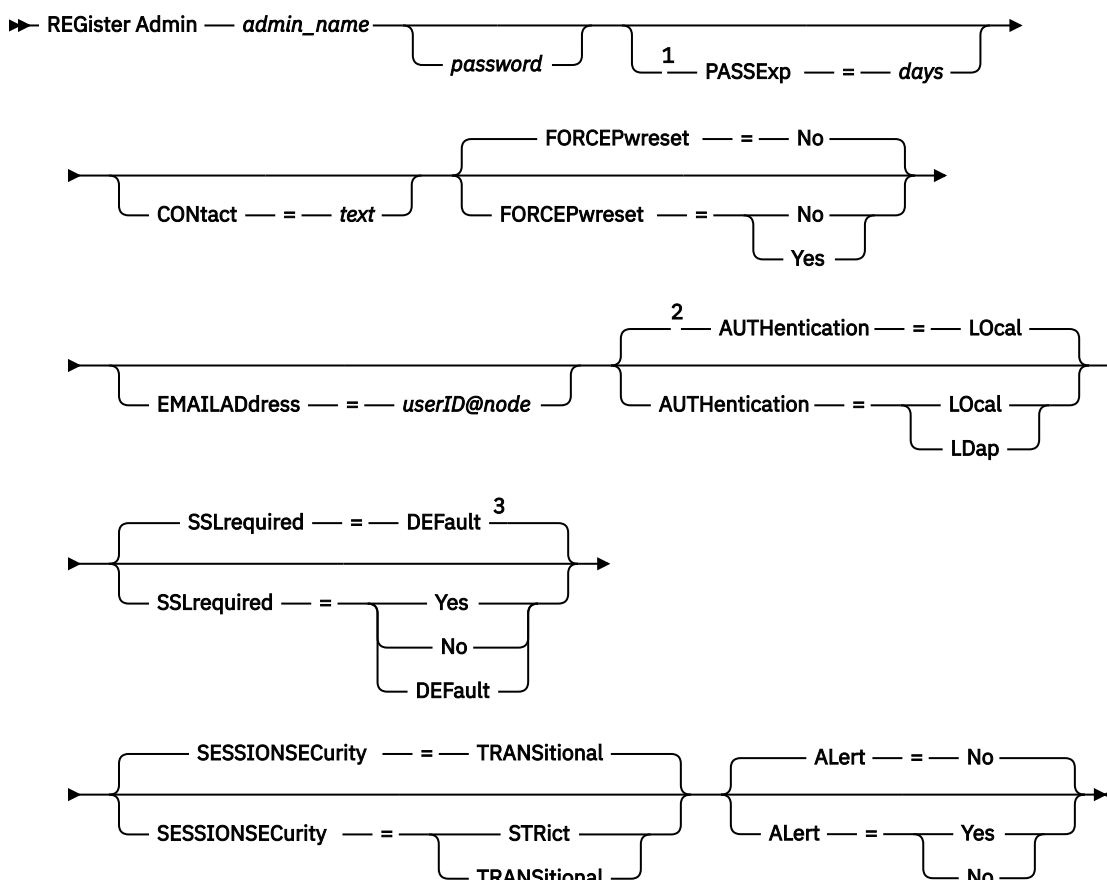 REGister Admin admin_name
password
1 PASSExp = days
FORCEPwreset = No
CONtact = text
FORCEPwreset = No
Yes
2 AUTHentication = LOcal
EMAILADdress = userID@node
AUTHentication = LOcal
LDap
SSLrequired = DEFault 3
SSLrequired = Yes
No
DEFault
SESSIONSECurity = TRANSitional
ALert = No
SESSIONSECurity = STRict
ALert = Yes
TRANSitional
No